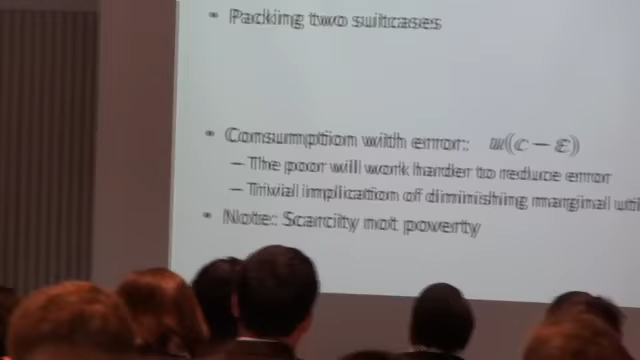 • Packing two suitcases
• Consumption with error: u(c − ε)
– The poor will work harder to reduce error
– Trivial implication of diminishing marginal uti
• Note: Scarcity not poverty